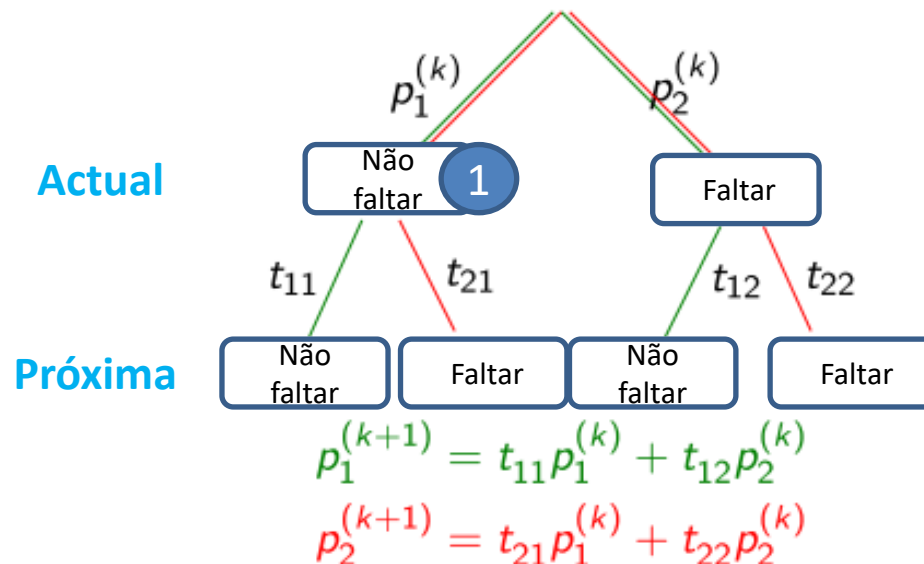 p₁⁽ᵏ⁾ p₂⁽ᵏ⁾
Actual
Não
faltar
1
Faltar
t₁₁ t₂₁ t₁₂ t₂₂
Próxima
Não
faltar
Faltar
Não
faltar
Faltar
p₁⁽ᵏ⁺¹⁾ = t₁₁p₁⁽ᵏ⁾ + t₁₂p₂⁽ᵏ⁾
p₂⁽ᵏ⁺¹⁾ = t₂₁p₁⁽ᵏ⁾ + t₂₂p₂⁽ᵏ⁾